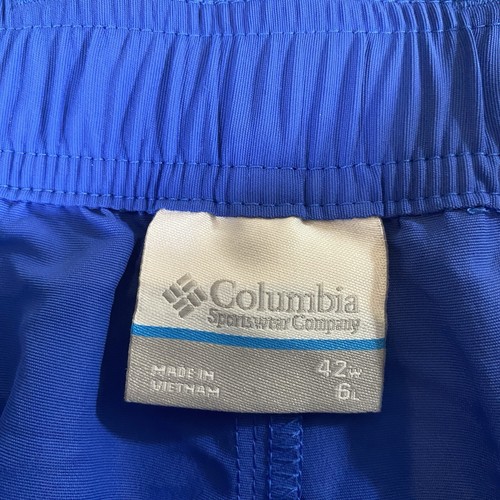 Columbia
Sportswear Company
MADE IN
VIETNAM
42W
6L